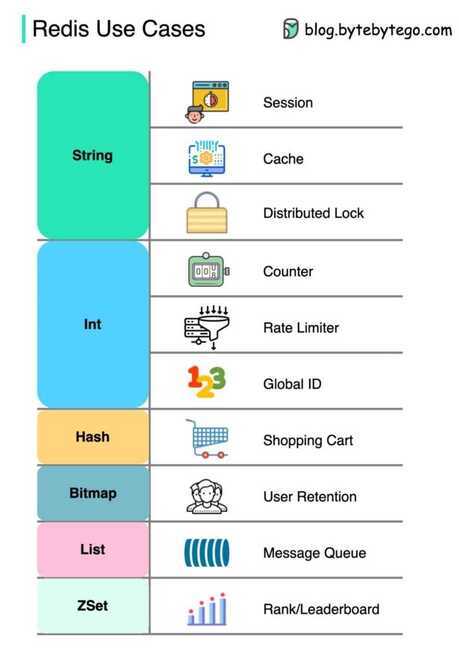 Redis Use Cases
blog.bytebytego.com
String
Session
Cache
Distributed Lock
Int
Counter
Rate Limiter
Global ID
123
Hash
Shopping Cart
Bitmap
User Retention
List
Message Queue
ZSet
Rank/Leaderboard